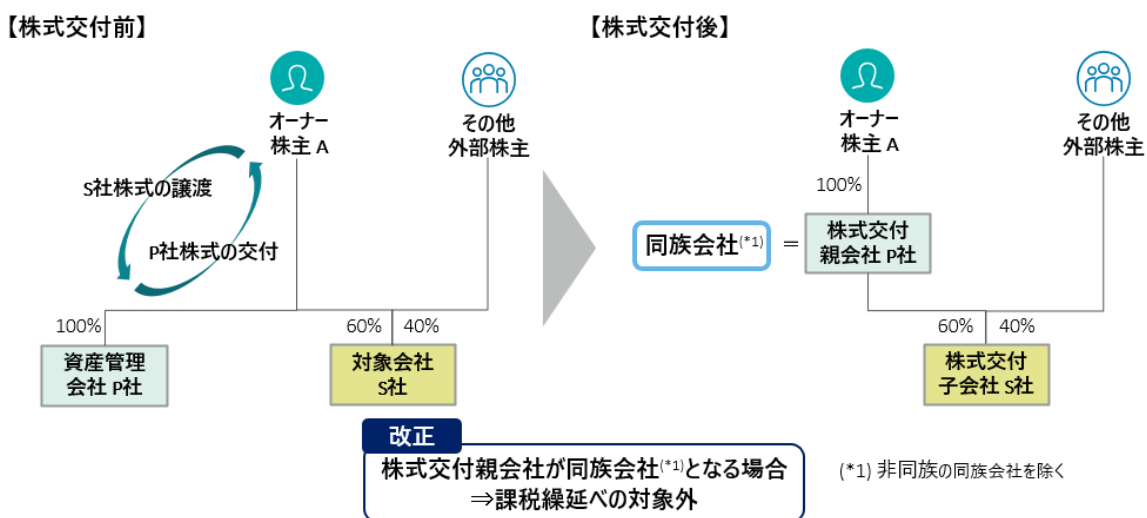 【株式交付前】
オーナー
株主 A
その他
外部株主
S社株式の譲渡
P社株式の交付
100%
60%
40%
資産管理
会社 P社
対象会社
S社
【株式交付後】
オーナー
株主 A
その他
外部株主
100%
同族会社(*1)
=
株式交付
親会社 P社
60%
40%
株式交付
子会社 S社
改正
株式交付親会社が同族会社(*1)となる場合
⇒課税繰延べの対象外
(*1) 非同族の同族会社を除く